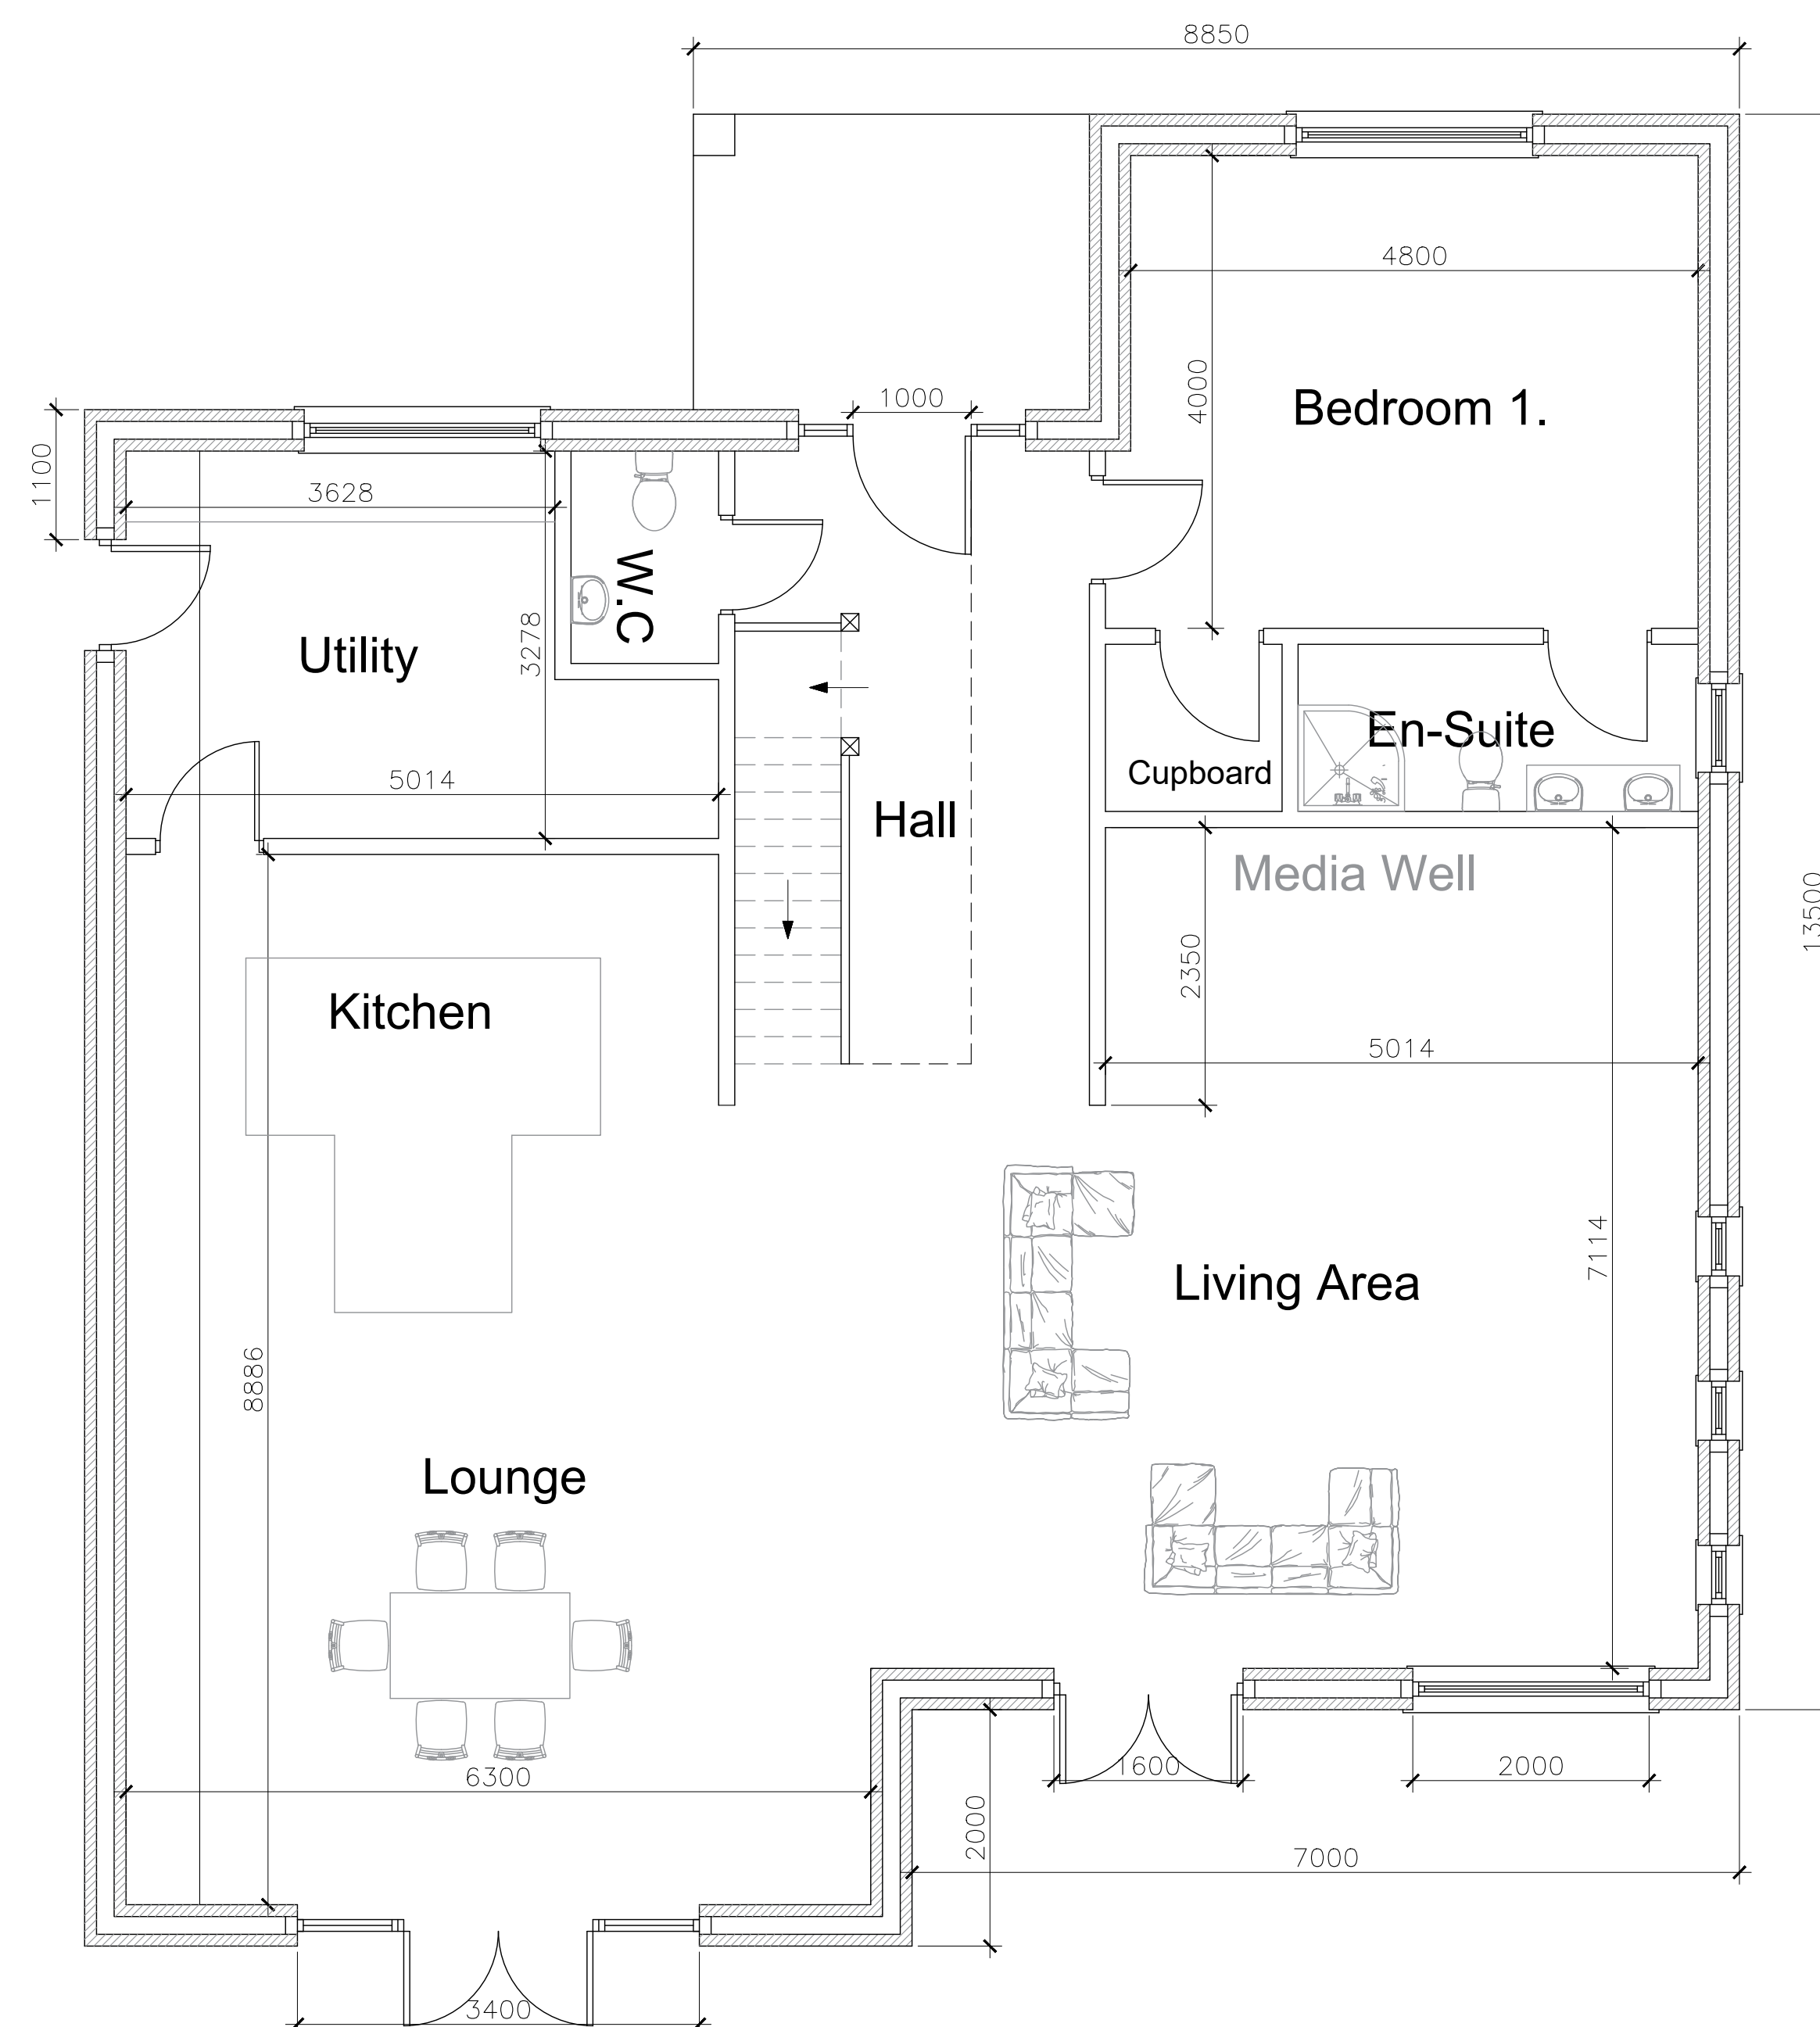 8850
4800
4000
Bedroom 1.
1000
1100
3628
W.C
3278
Utility
En-Suite
Cupboard
5014
Hall
Media Well
13500
2350
Kitchen
5014
7114
Living Area
8886
Lounge
6300
1600
2000
2000
7000
3400